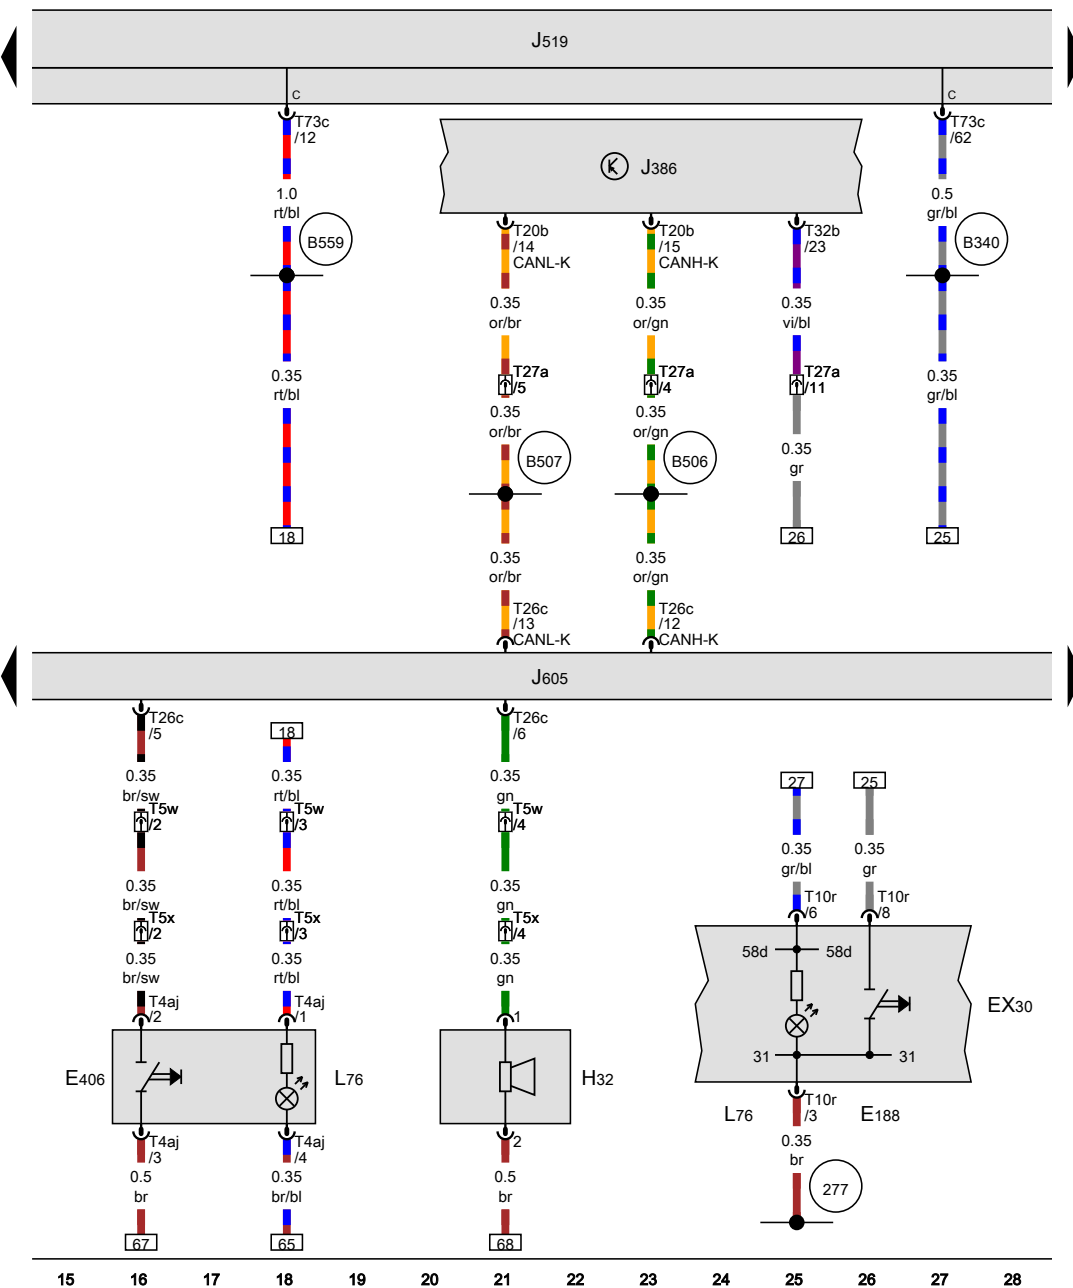 J519
C
C
T73c
/12
T73c
/62
J386
1.0
rt/bl
0.5
gr/bl
B559
T20b
/14
CANL-K
T20b
/15
CANH-K
T32b
/23
B340
0.35
or/br
0.35
or/gn
0.35
vi/bl
T27a
/5
T27a
/4
T27a
/11
0.35
rt/bl
0.35
gr/bl
0.35
or/br
0.35
or/gn
B507
B506
0.35
gr
18
26
25
0.35
or/br
0.35
or/gn
T26c
/13
CANL-K
T26c
/12
CANH-K
J605
T26c
/5
18
T26c
/6
0.35
br/sw
0.35
rt/bl
0.35
gn
27
25
T5w
/2
T5w
/3
T5w
/4
0.35
gr/bl
0.35
gr
0.35
br/sw
0.35
rt/bl
0.35
gn
T10r
/6
T10r
/8
T5x
/2
T5x
/3
T5x
/4
0.35
br/sw
0.35
rt/bl
0.35
gn
58d
58d
T4aj
/2
T4aj
/1
1
EX30
E406
L76
H32
31
31
L76
T10r
/3
E188
T4aj
/3
T4aj
/4
2
0.35
br
0.5
br
0.35
br/bl
0.5
br
277
67
65
68
15 16 17 18 19 20 21 22 23 24 25 26 27 28